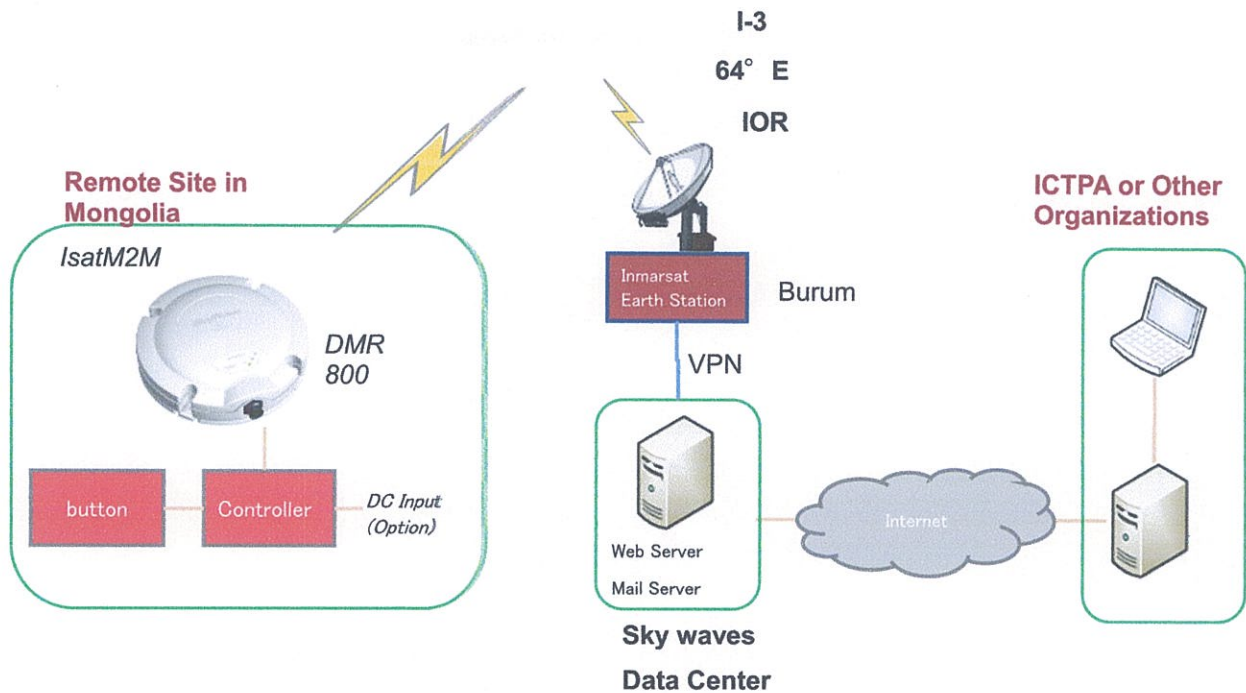 I-3
64° E
IOR
Remote Site in
Mongolia
IsatM2M
DMR
800
button
Controller
DC Input
(Option)
Inmarsat
Earth Station
Burum
VPN
Web Server
Mail Server
Sky waves
Data Center
Internet
ICTPA or Other
Organizations